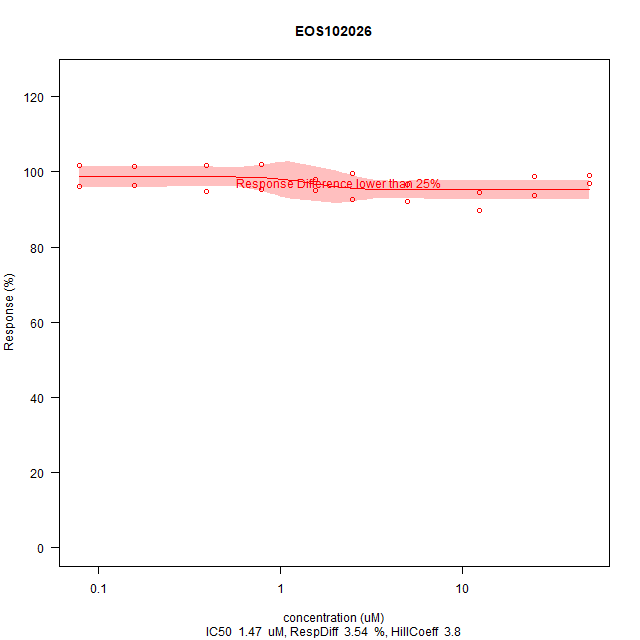 EOS102026
120
100
Response Difference lower than 25%
80
60
Response (%)
40
20
0
0.1 1 10
concentration (uM)
IC50 1.47 uM, RespDiff 3.54 %, HillCoeff 3.8